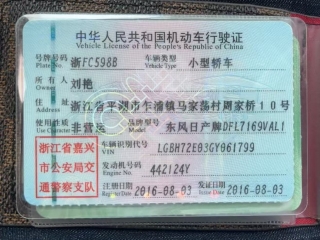 中华人民共和国机动车行驶证
Vehicle License of the People's Republic of China
号牌号码 浙FC598B 车辆类型 小型轿车
Plate No. Vehicle Type
所有人 刘艳
Owner
住址 浙江省平湖市 镇马家荡村周家桥10号
Address
使用性质 非营运 品牌型号 东风日产牌DFL7169VAL1
Use Character Model
浙江省嘉兴
市公安局交
通警察支队
车辆识别代号 LGBH72E03GY061799
VIN
发动机号码 442124Y
Engine No.
注册日期 2016-08-03 发证日期 2016-08-03
Register Date Issue Date